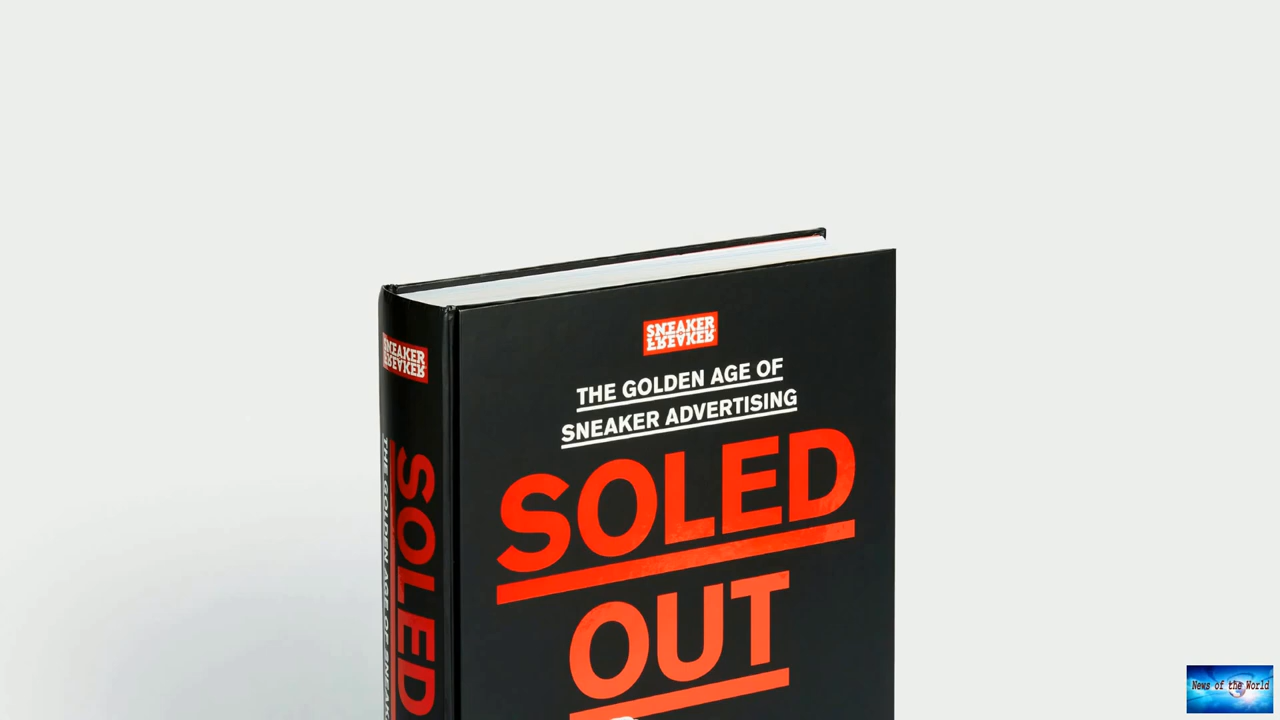 SNEAKER
FREAKER
THE GOLDEN AGE OF
SNEAKER ADVERTISING
SOLED
OUT
SNEAKER
FREAKER
SOLED
THE GOLDEN AGE OF
News of the World